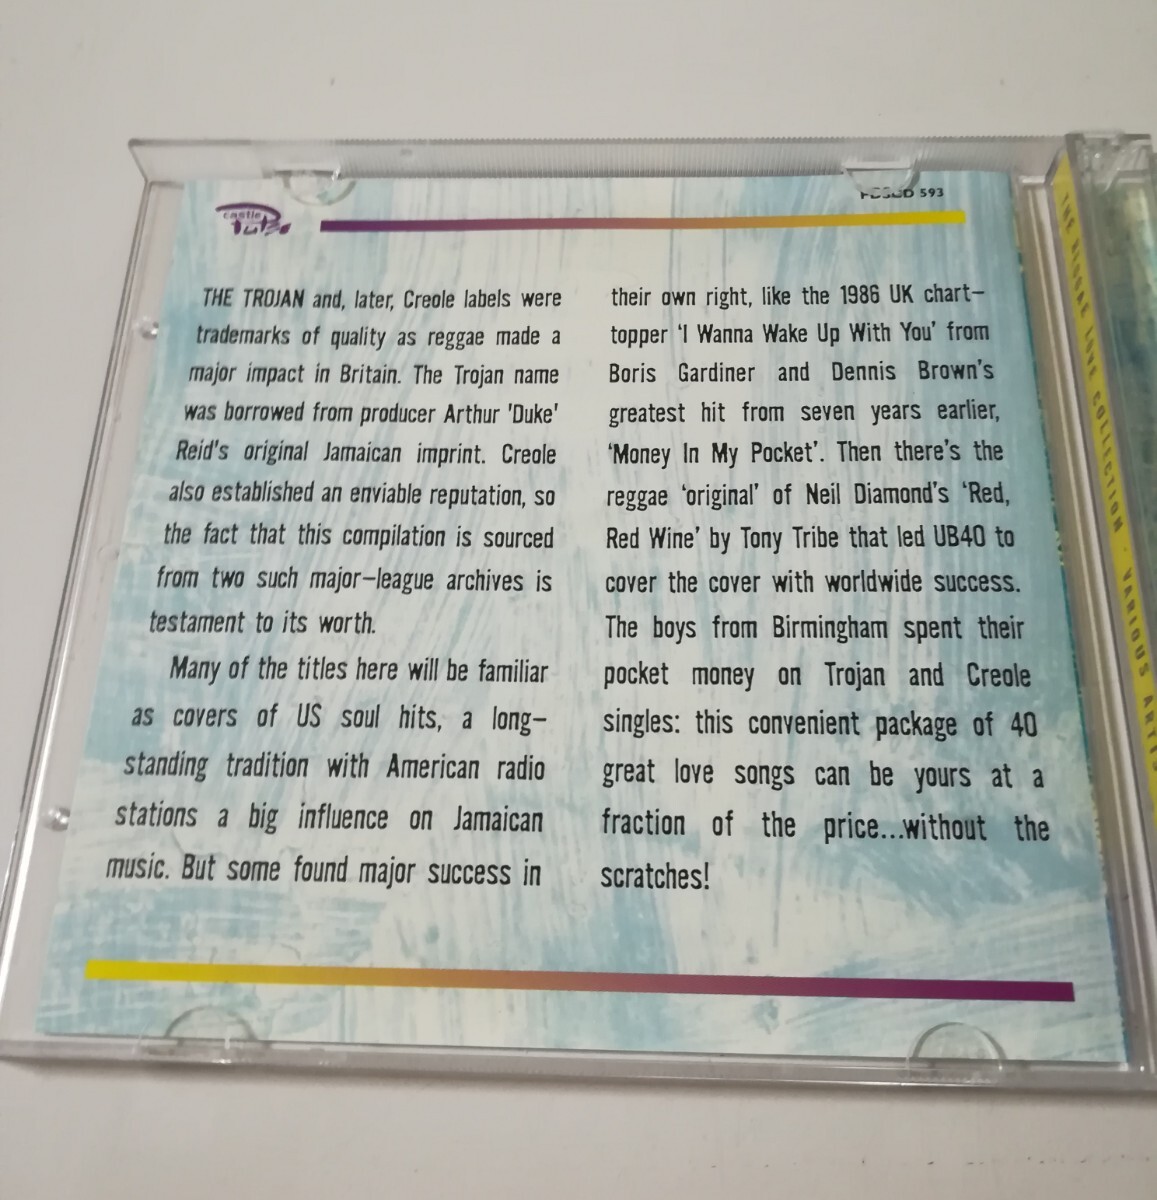 castle
593
THE TROJAN and, later, Creole labels were
trademarks of quality as reggae made a
major impact in Britain. The Trojan name
was borrowed from producer Arthur 'Duke'
Reid's original Jamaican imprint. Creole
also established an enviable reputation, so
the fact that this compilation is sourced
from two such major–league archives is
testament to its worth.
Many of the titles here will be familiar
as covers of US soul hits, a long–
standing tradition with American radio
stations a big influence on Jamaican
music. But some found major success in
their own right, like the 1986 UK chart–
topper ‘I Wanna Wake Up With You’ from
Boris Gardiner and Dennis Brown’s
greatest hit from seven years earlier,
‘Money In My Pocket’. Then there’s the
reggae ‘original’ of Neil Diamond’s ‘Red,
Red Wine’ by Tony Tribe that led UB40 to
cover the cover with worldwide success.
The boys from Birmingham spent their
pocket money on Trojan and Creole
singles: this convenient package of 40
great love songs can be yours at a
fraction of the price...without the
scratches!
THE REGGAE LOVE COLLECTION · VARIOUS